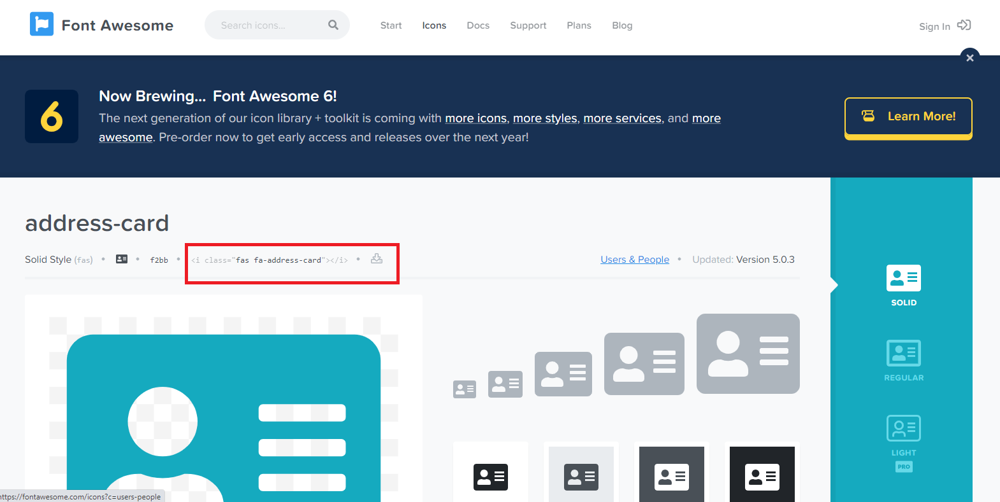 Font Awesome
Search icons...
Start
Icons
Docs
Support
Plans
Blog
Sign In
6
Now Brewing... Font Awesome 6!
The next generation of our icon library + toolkit is coming with more icons, more styles, more services, and more
awesome. Pre-order now to get early access and releases over the next year!
Learn More!
address-card
Solid Style (fas) • • f2bb • <i class="fas fa-address-card"></i> •
Users & People • Updated: Version 5.0.3
SOLID
REGULAR
LIGHT
PRO
https://fontawesome.com/icons?c=users-people